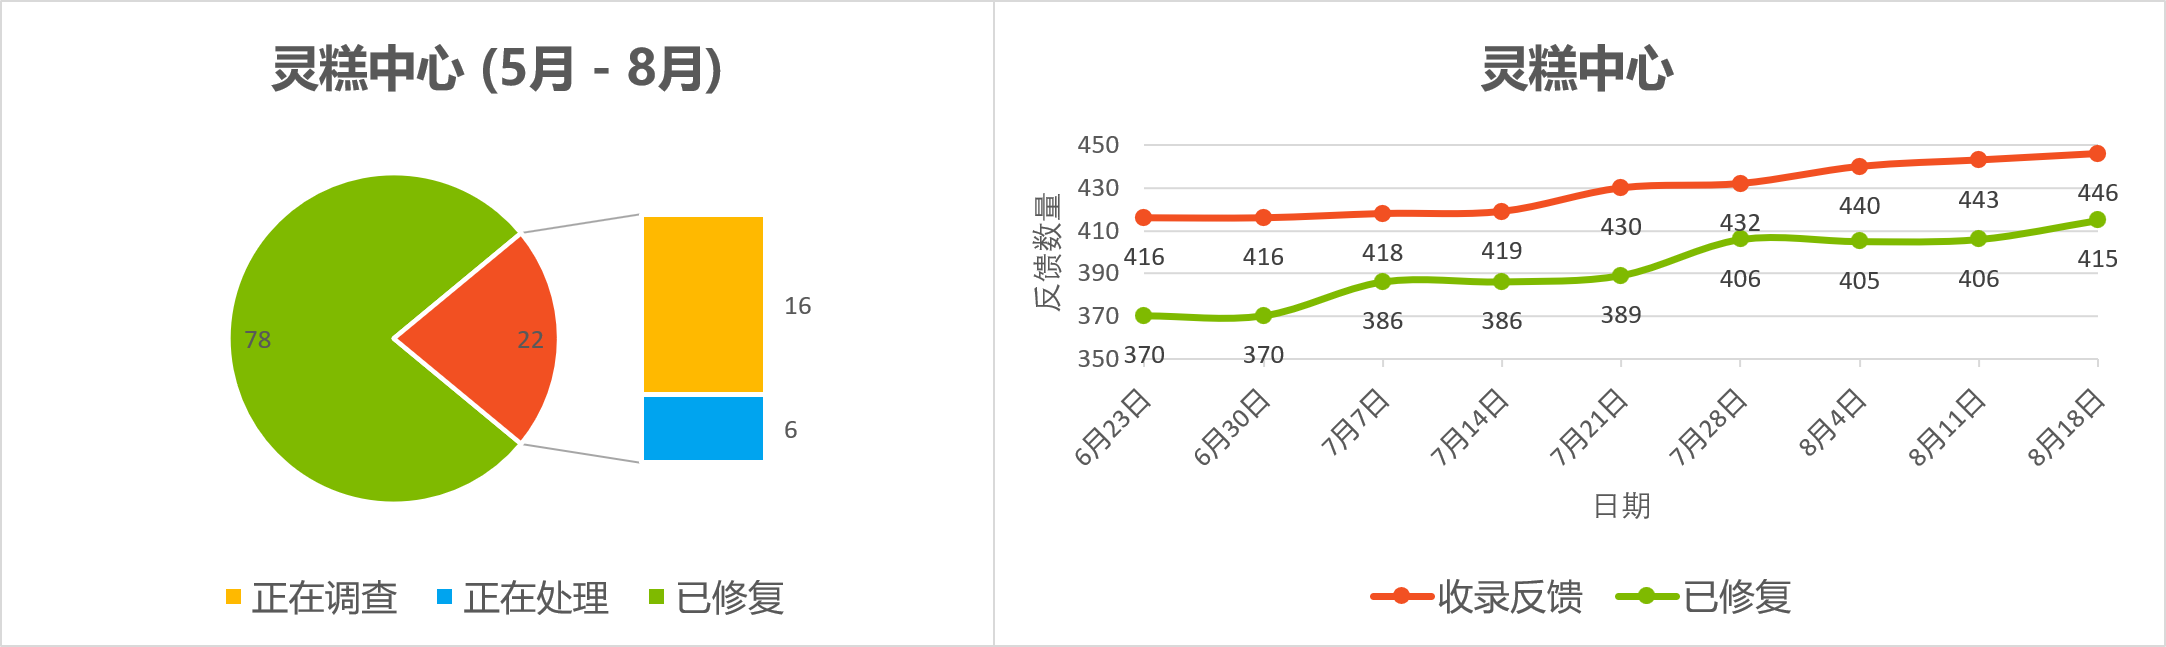 灵糕中心 (5月 - 8月)
78
22
16
6
正在调查 正在处理 已修复
灵糕中心
反馈数量
450
430
410
390
370
350
416 416 418 419 430 432 440 443 446
370 370 386 386 389 406 405 406 415
6月23日 6月30日 7月7日 7月14日 7月21日 7月28日 8月4日 8月11日 8月18日
日期
收录反馈 已修复